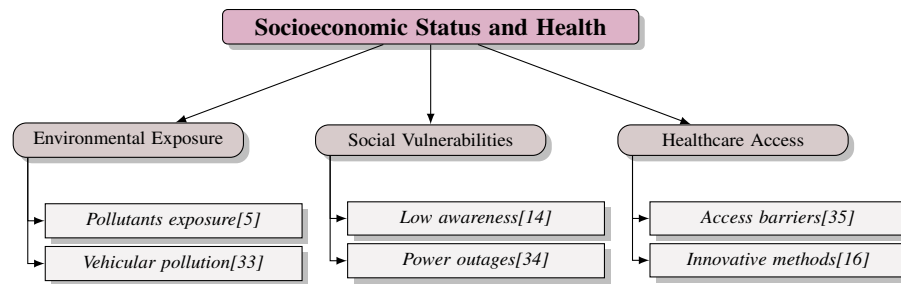 Socioeconomic Status and Health
Environmental Exposure
Social Vulnerabilities
Healthcare Access
Pollutants exposure[5]
Low awareness[14]
Access barriers[35]
Vehicular pollution[33]
Power outages[34]
Innovative methods[16]